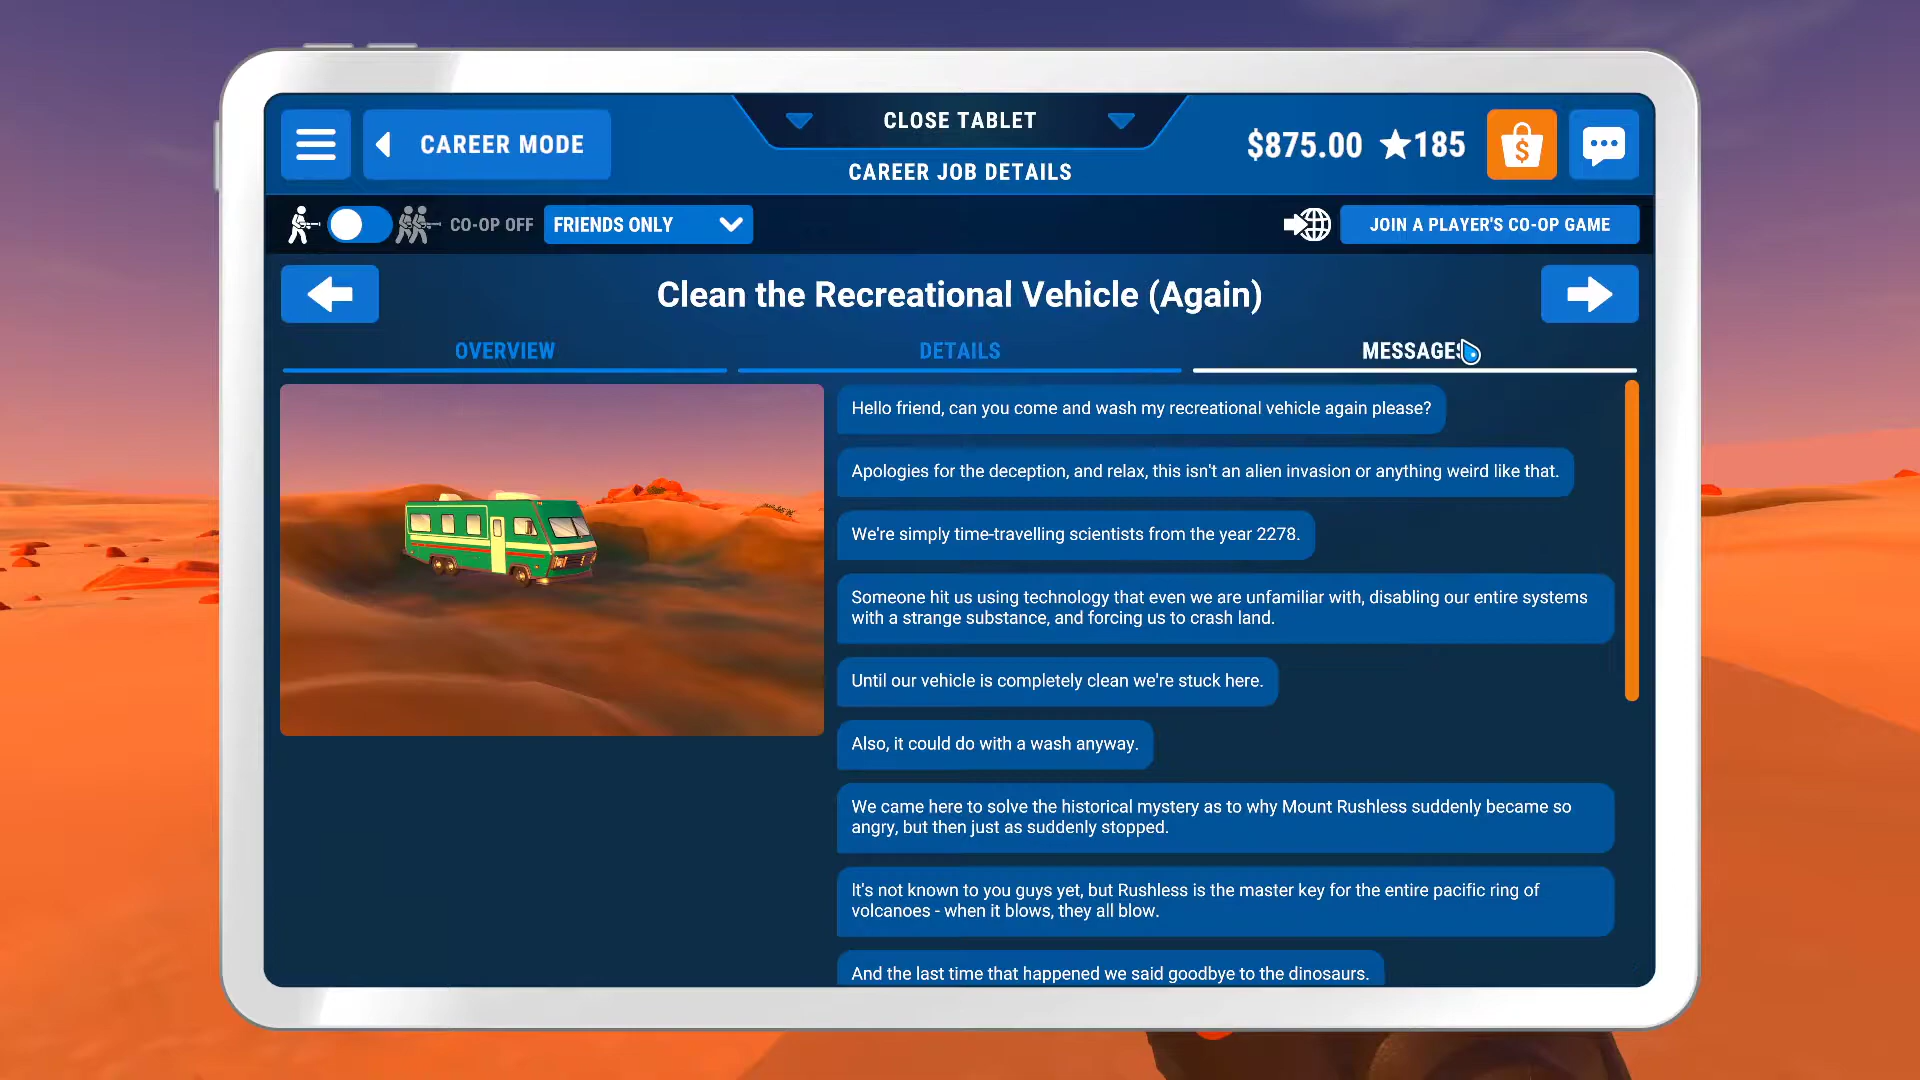 CLOSE TABLET
CAREER MODE
$875.00 ★185
CAREER JOB DETAILS
CO-OP OFF
FRIENDS ONLY
JOIN A PLAYER'S CO-OP GAME
Clean the Recreational Vehicle (Again)
OVERVIEW
DETAILS
MESSAGES
Hello friend, can you come and wash my recreational vehicle again please?
Apologies for the deception, and relax, this isn't an alien invasion or anything weird like that.
We're simply time-travelling scientists from the year 2278.
Someone hit us using technology that even we are unfamiliar with, disabling our entire systems
with a strange substance, and forcing us to crash land.
Until our vehicle is completely clean we're stuck here.
Also, it could do with a wash anyway.
We came here to solve the historical mystery as to why Mount Rushless suddenly became so
angry, but then just as suddenly stopped.
It's not known to you guys yet, but Rushless is the master key for the entire pacific ring of
volcanoes - when it blows, they all blow.
And the last time that happened we said goodbye to the dinosaurs.